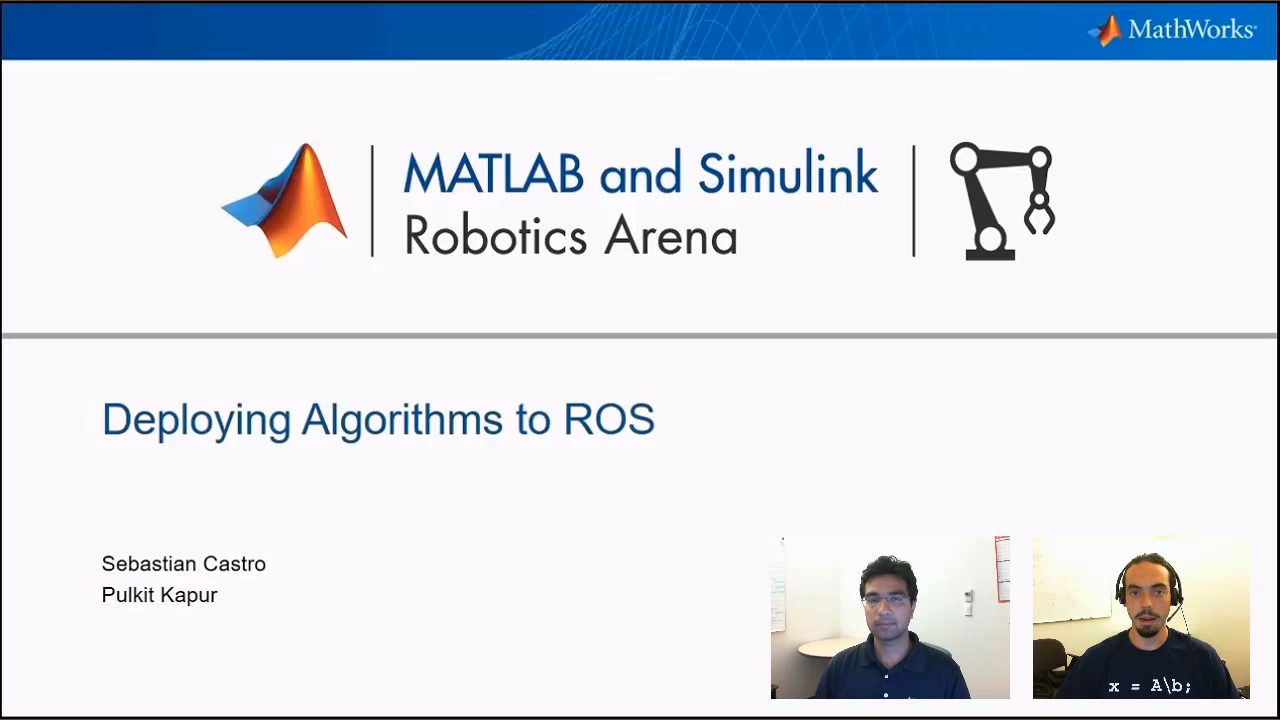 MathWorks®
MATLAB and Simulink
Robotics Arena
Deploying Algorithms to ROS
Sebastian Castro
Pulkit Kapur
x = A\b;